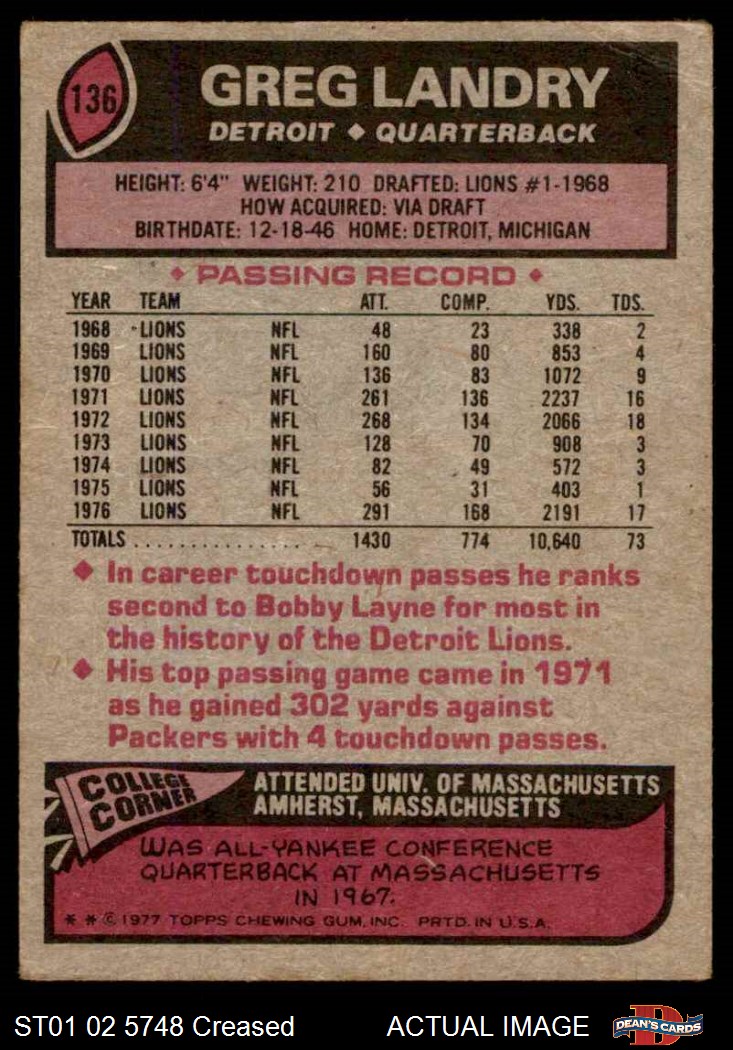 136
GREG LANDRY
DETROIT ◆ QUARTERBACK
HEIGHT: 6'4" WEIGHT: 210 DRAFTED: LIONS #1-1968
HOW ACQUIRED: VIA DRAFT
BIRTHDATE: 12-18-46 HOME: DETROIT, MICHIGAN
◆ PASSING RECORD ◆
YEAR TEAM ATT. COMP. YDS. TDS.
1968 LIONS NFL 48 23 338 2
1969 LIONS NFL 160 80 853 4
1970 LIONS NFL 136 83 1072 9
1971 LIONS NFL 261 136 2237 16
1972 LIONS NFL 268 134 2066 18
1973 LIONS NFL 128 70 908 3
1974 LIONS NFL 82 49 572 3
1975 LIONS NFL 56 31 403 1
1976 LIONS NFL 291 168 2191 17
TOTALS ................ 1430 774 10,640 73
◆ In career touchdown passes he ranks
second to Bobby Layne for most in
the history of the Detroit Lions.
◆ His top passing game came in 1971
as he gained 302 yards against
Packers with 4 touchdown passes.
COLLEGE
CORNER
ATTENDED UNIV. OF MASSACHUSETTS
AMHERST, MASSACHUSETTS
WAS ALL-YANKEE CONFERENCE
QUARTERBACK AT MASSACHUSETTS
IN 1967.
* * © 1977 TOPPS CHEWING GUM, INC. PRTD. IN U.S.A.
ST01 02 5748 Creased ACTUAL IMAGE D DEAN'S CARDS